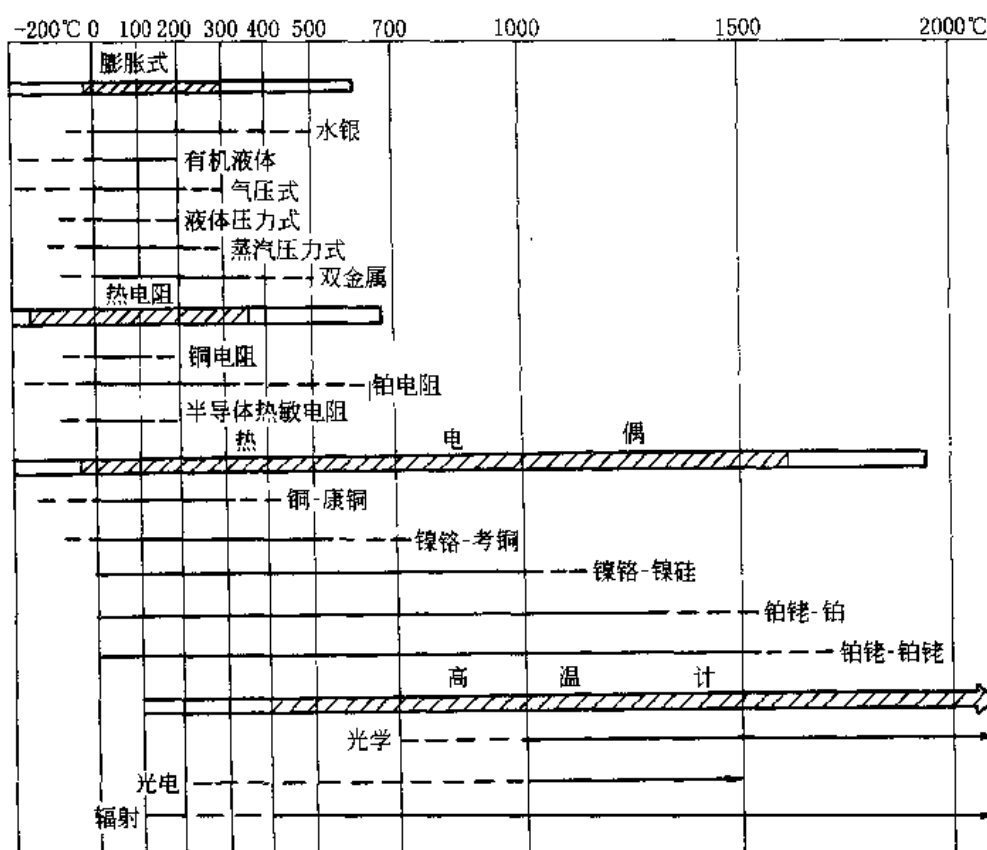 -200℃ 0 100 200 300 400 500 700 1000 1500 2000℃
膨胀式
水银
有机液体
气压式
液体压力式
蒸汽压力式
双金属
热电阻
铜电阻
铂电阻
半导体热敏电阻
热 电 偶
铜-康铜
镍铬-考铜
镍铬-镍硅
铂铑-铂
铂铑-铂铑
高 温 计
光学
光电
辐射